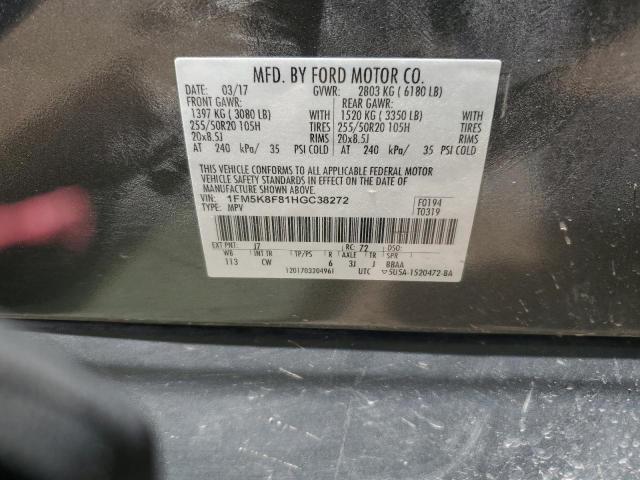 MFD. BY FORD MOTOR CO.
DATE: 03/17 GVWR: 2803 KG ( 6180 LB)
FRONT GAWR: REAR GAWR:
1397 KG ( 3080 LB) WITH 1520 KG ( 3350 LB) WITH
255/50R20 105H TIRES 255/50R20 105H TIRES
20x8.5J RIMS 20x8.5J RIMS
AT 240 kPa/ 35 PSI COLD AT 240 kPa/ 35 PSI COLD
THIS VEHICLE CONFORMS TO ALL APPLICABLE FEDERAL MOTOR
VEHICLE SAFETY STANDARDS IN EFFECT ON THE DATE OF
MANUFACTURE SHOWN ABOVE.
VIN: 1FM5K8F81HGC38272 F0194
TYPE: MPV T0319
EXT PNT: J7 RC: 72 DSO:
WB INT TR TP/PS R AXLE TR SPR
113 CW 6 3J J BBAA
1201703204961 UTC ▽5U5A-1520472-BA